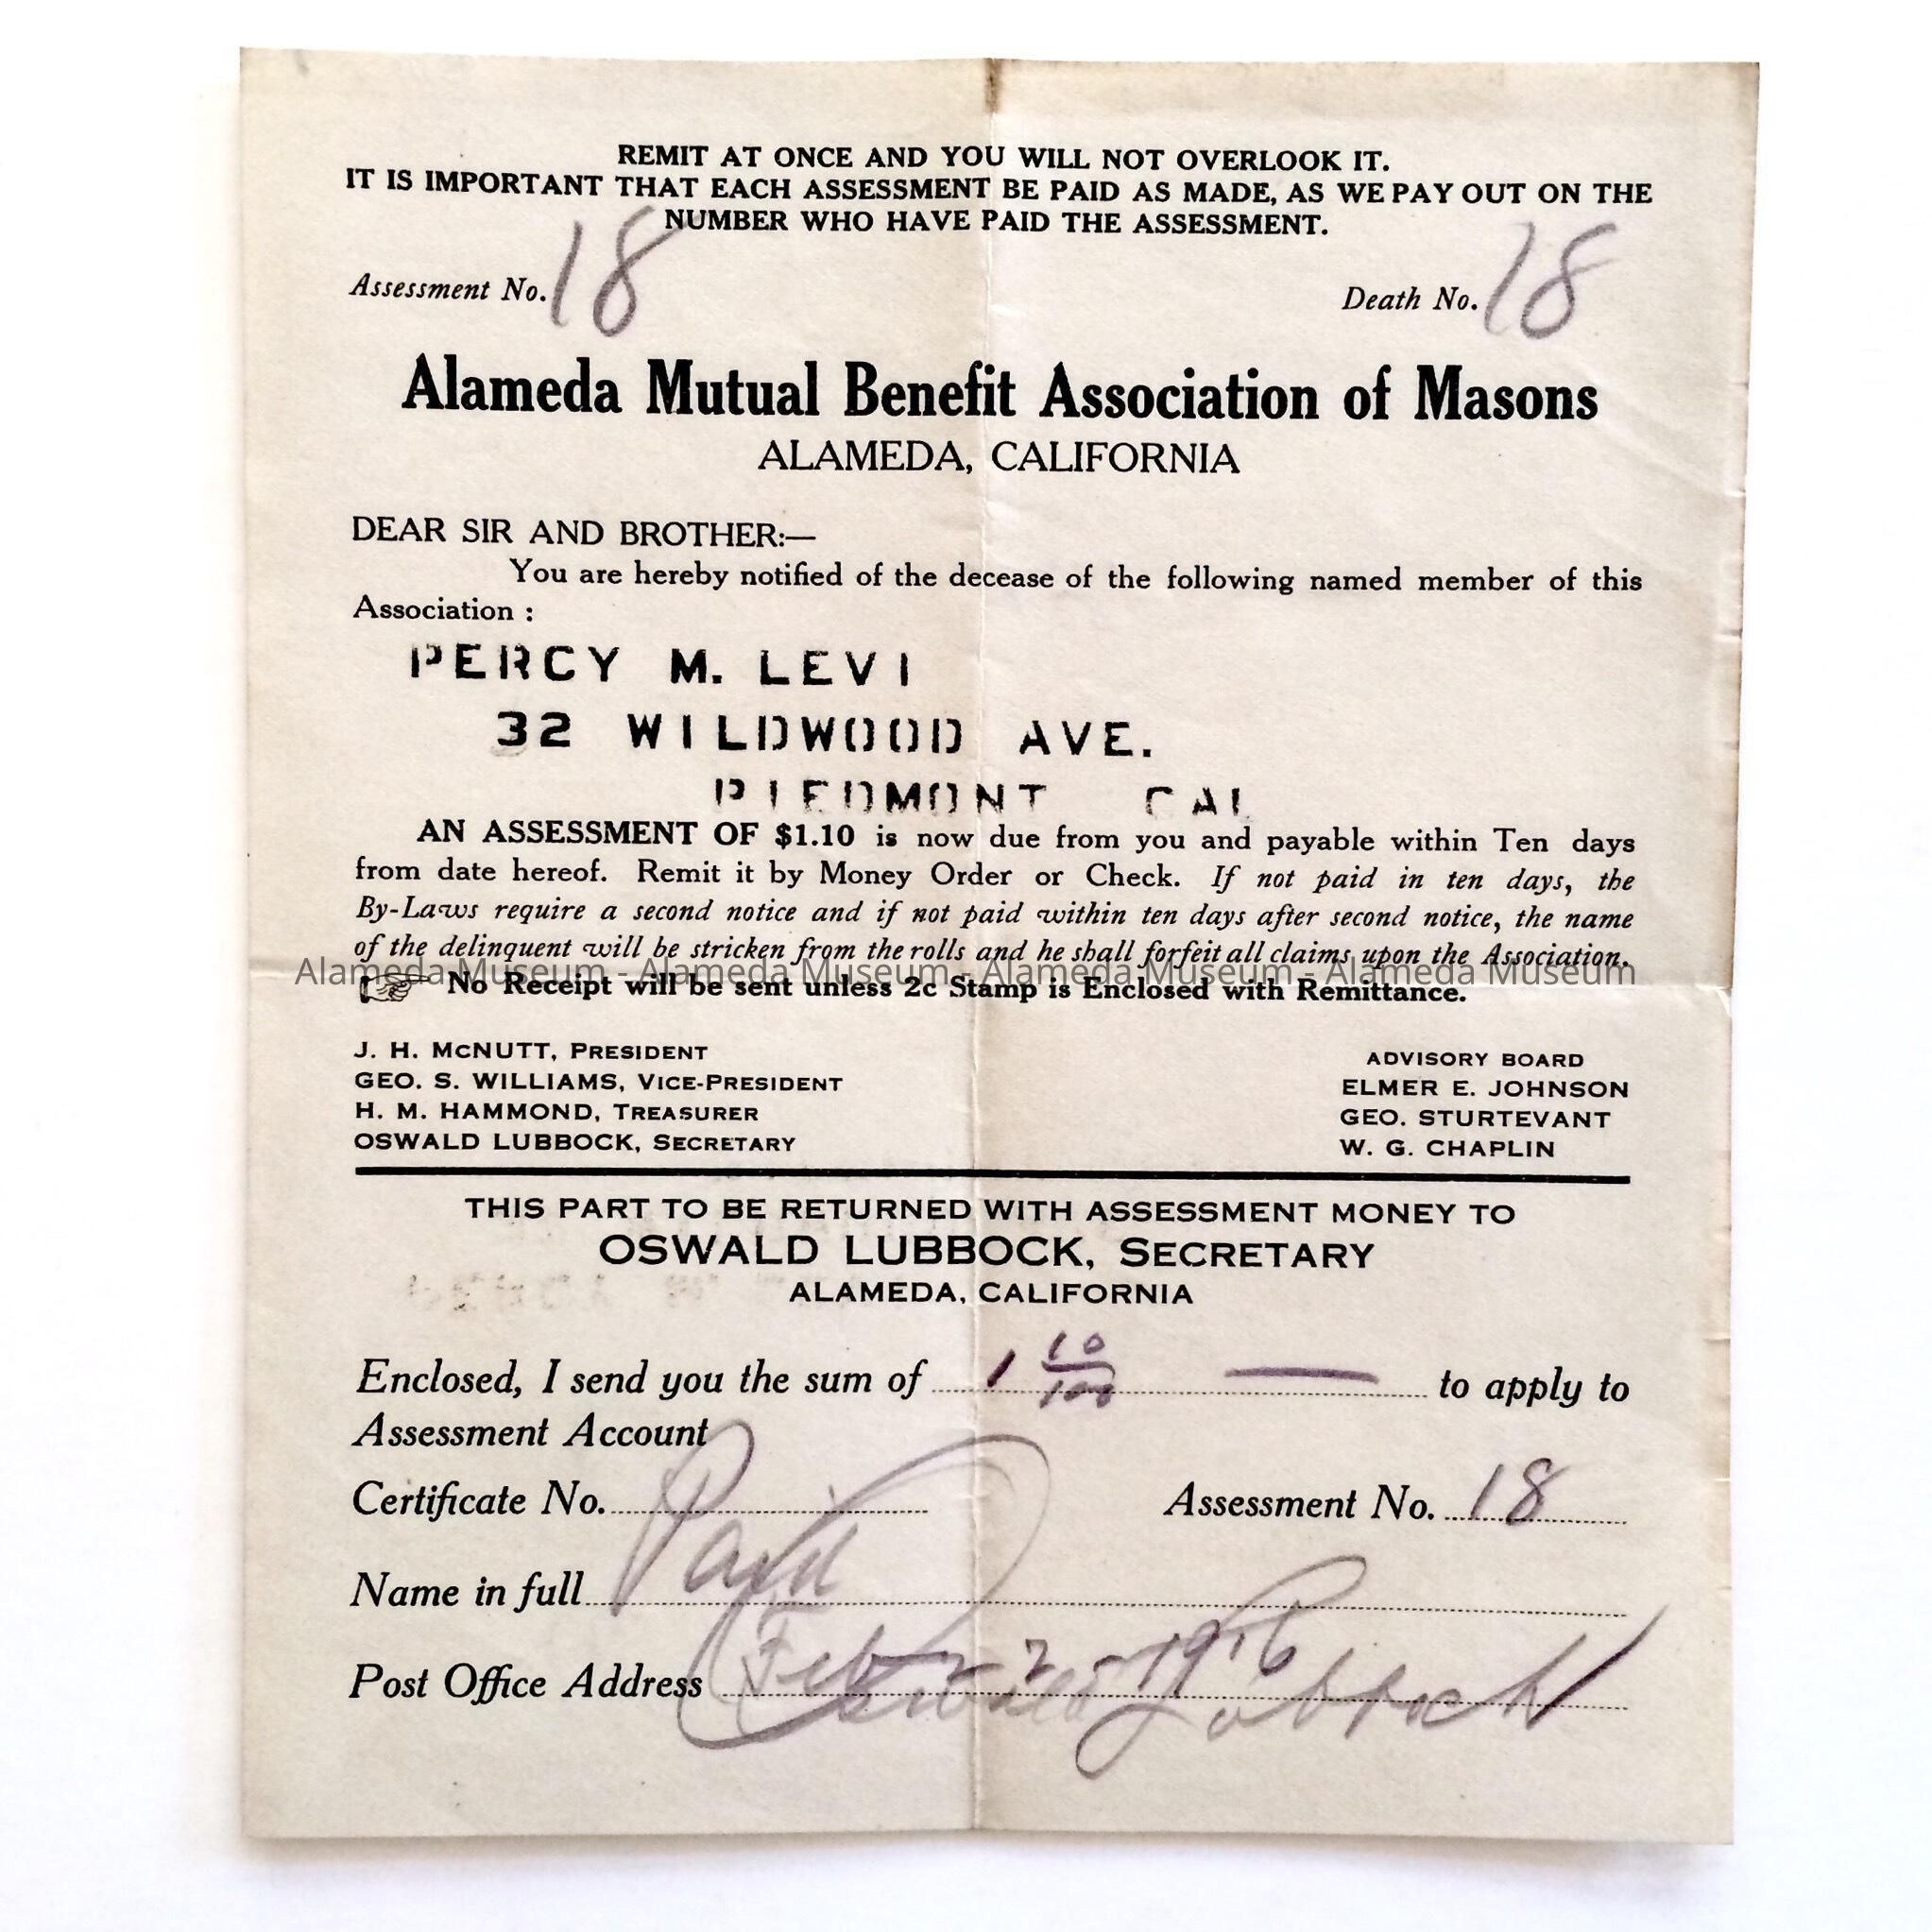 REMIT AT ONCE AND YOU WILL NOT OVERLOOK IT.
IT IS IMPORTANT THAT EACH ASSESSMENT BE PAID AS MADE, AS WE PAY OUT ON THE
NUMBER WHO HAVE PAID THE ASSESSMENT.
Assessment No. 18 Death No. 18
Alameda Mutual Benefit Association of Masons
ALAMEDA, CALIFORNIA
DEAR SIR AND BROTHER:—
You are hereby notified of the decease of the following named member of this
Association :
PERCY M. LEVI
32 WILDWOOD AVE.
PIEDMONT CAL
AN ASSESSMENT OF $1.10 is now due from you and payable within Ten days
from date hereof. Remit it by Money Order or Check. If not paid in ten days, the
By-Laws require a second notice and if not paid within ten days after second notice, the name
of the delinquent will be stricken from the rolls and he shall forfeit all claims upon the Association.
Alameda Museum - Alameda Museum - Alameda Museum - Alameda Museum
No Receipt will be sent unless 2c Stamp is Enclosed with Remittance.
J. H. McNUTT, PRESIDENT
GEO. S. WILLIAMS, VICE-PRESIDENT
H. M. HAMMOND, TREASURER
OSWALD LUBBOCK, SECRETARY
ADVISORY BOARD
ELMER E. JOHNSON
GEO. STURTEVANT
W. G. CHAPLIN
THIS PART TO BE RETURNED WITH ASSESSMENT MONEY TO
OSWALD LUBBOCK, SECRETARY
ALAMEDA, CALIFORNIA
Enclosed, I send you the sum of 1 10/100 — to apply to
Assessment Account
Certificate No. Assessment No. 18
Paid
Name in full
Feb 2 - 1916
Post Office Address
Oswald Lubbock